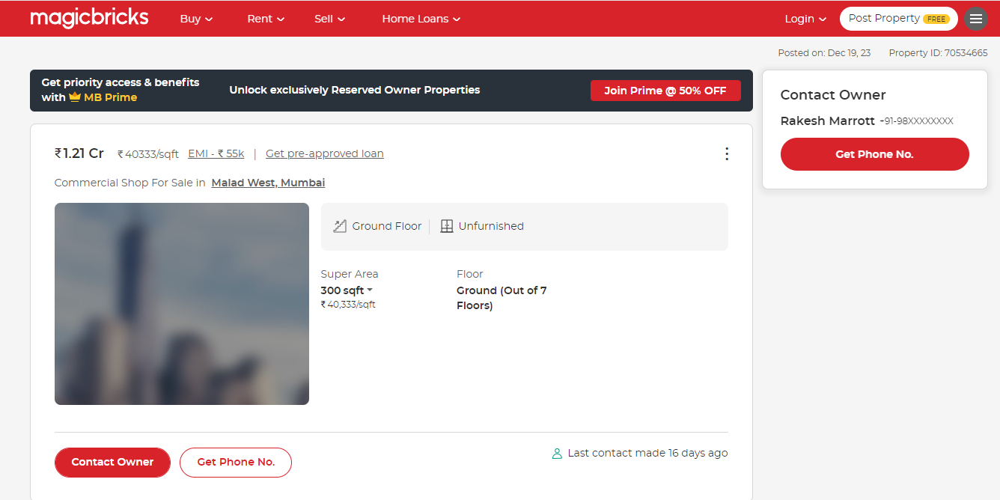 magicbricks
Buy
Rent
Sell
Home Loans
Login
Post Property FREE
Posted on: Dec 19, 23
Property ID: 70534665
Get priority access & benefits
with MB Prime
Unlock exclusively Reserved Owner Properties
Join Prime @ 50% OFF
Contact Owner
Rakesh Marrott +91-98XXXXXXXX
Get Phone No.
₹1.21 Cr ₹40333/sqft EMI - ₹ 55k | Get pre-approved loan
Commercial Shop For Sale in Malad West, Mumbai
Ground Floor
Unfurnished
Super Area
300 sqft
₹40,333/sqft
Floor
Ground (Out of 7
Floors)
Contact Owner
Get Phone No.
Last contact made 16 days ago